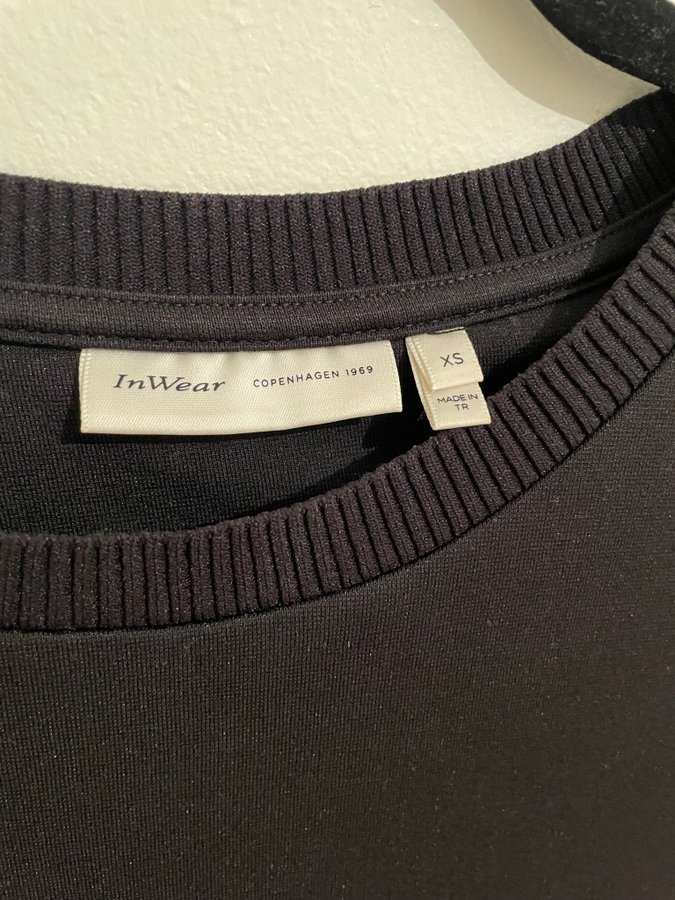 InWear COPENHAGEN 1969
XS
MADE IN
TR